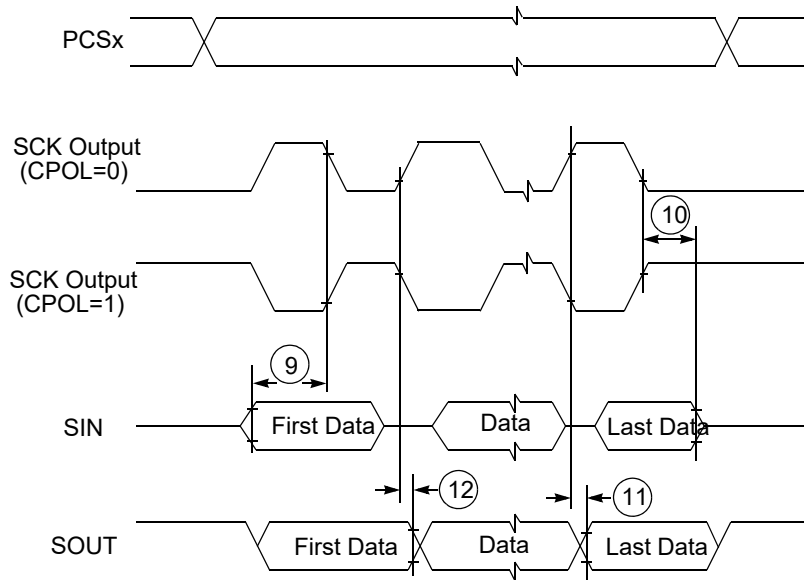 PCSx
SCK Output
(CPOL=0)
10
SCK Output
(CPOL=1)
9
SIN
First Data
Data
Last Data
12
11
SOUT
First Data
Data
Last Data